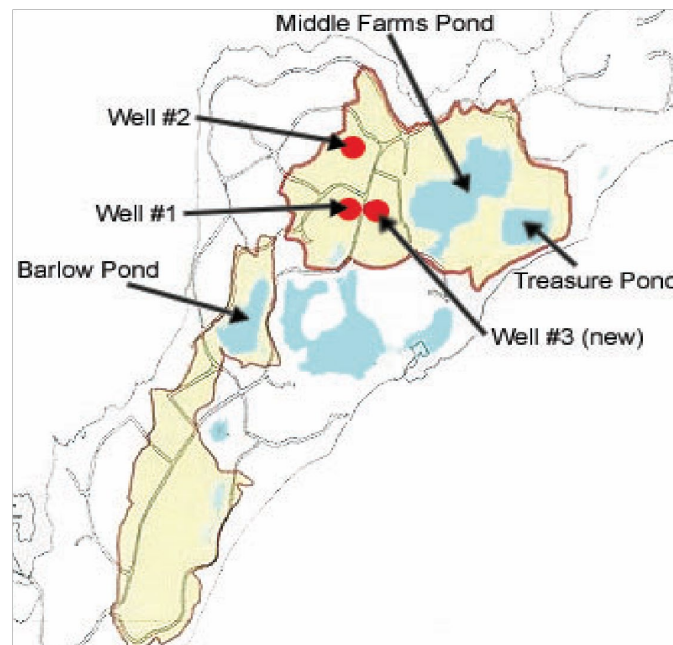 Middle Farms Pond
Well #2
Well #1
Barlow Pond
Treasure Pond
Well #3 (new)